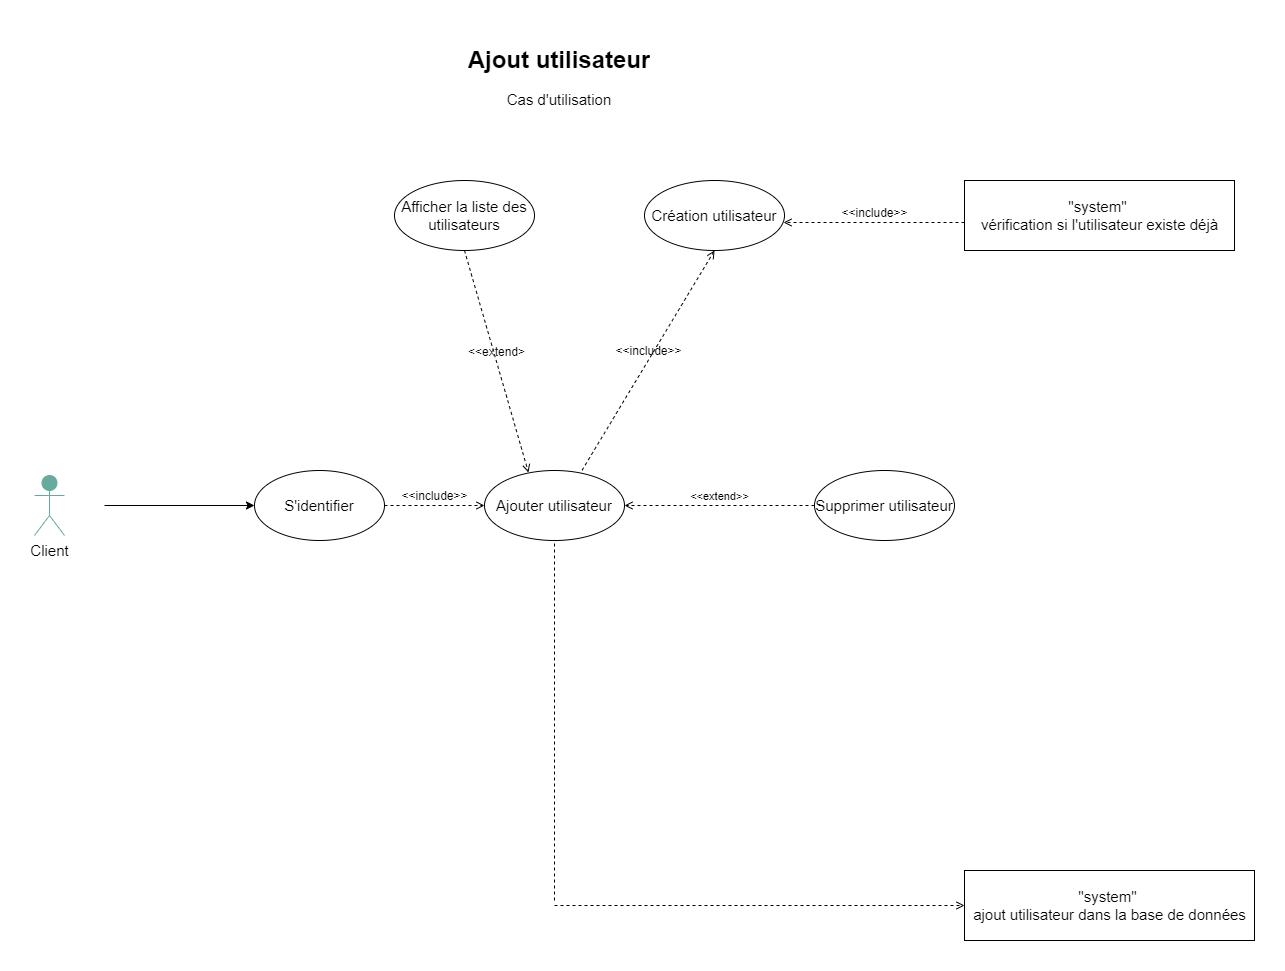 Ajout utilisateur
Cas d'utilisation
Afficher la liste des
utilisateurs
Création utilisateur
<<include>>
"system"
vérification si l'utilisateur existe déjà
<<extend>
<<include>>
Client
S'identifier
<<include>>
Ajouter utilisateur
<<extend>>
Supprimer utilisateur
"system"
ajout utilisateur dans la base de données